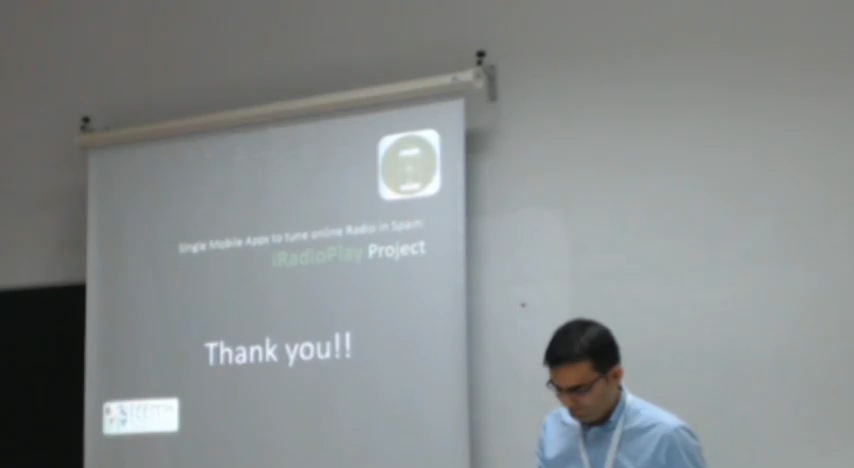 Single Mobile Apps to tune online Radio in Spain
iRadioPlay Project
Thank you!!